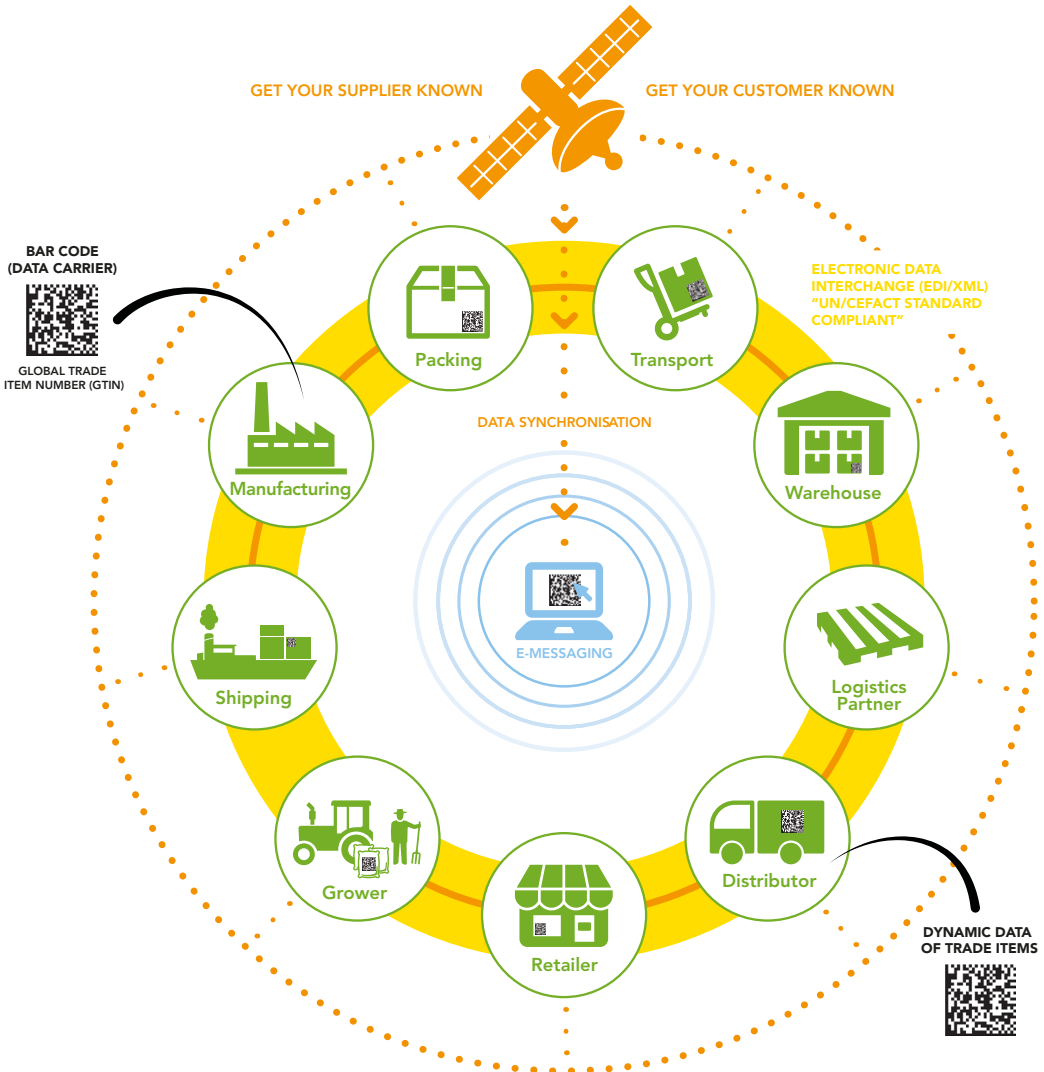 GET YOUR SUPPLIER KNOWN
GET YOUR CUSTOMER KNOWN
BAR CODE
(DATA CARRIER)
GLOBAL TRADE
ITEM NUMBER (GTIN)
ELECTRONIC DATA
INTERCHANGE (EDI/XML)
“UN/CEFACT STANDARD
COMPLIANT”
Packing
Transport
DATA SYNCHRONISATION
Manufacturing
Warehouse
E-MESSAGING
Shipping
Logistics
Partner
Grower
Distributor
Retailer
DYNAMIC DATA
OF TRADE ITEMS